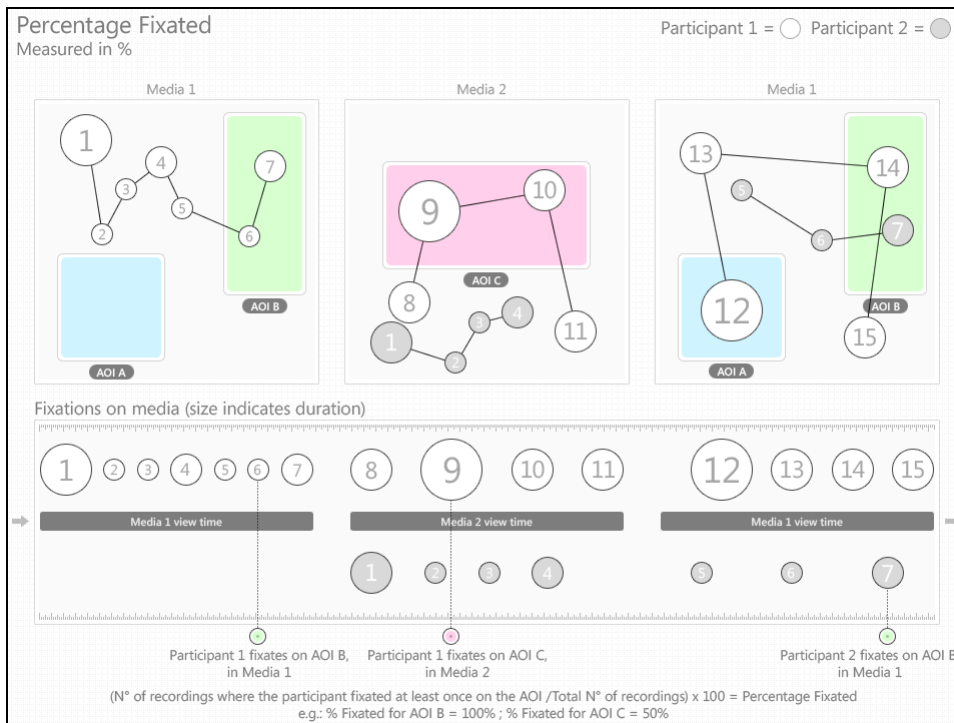 Percentage Fixated
Measured in %
Participant 1 = Participant 2 =
Media 1 Media 2 Media 1
1 4 7 3 5 2 6
AOI B
AOI A
9 10 8 11
AOI C
1 2 3 4
13 14 5 6 7 12 15
AOI B
AOI A
Fixations on media (size indicates duration)
1 2 3 4 5 6 7 8 9 10 11 12 13 14 15
Media 1 view time Media 2 view time Media 1 view time
1 2 3 4 5 6 7
Participant 1 fixates on AOI B, Participant 1 fixates on AOI C, Participant 2 fixates on AOI B
in Media 1 in Media 2 in Media 1
(N° of recordings where the participant fixated at least once on the AOI /Total N° of recordings) x 100 = Percentage Fixated
e.g.: % Fixated for AOI B = 100% ; % Fixated for AOI C = 50%